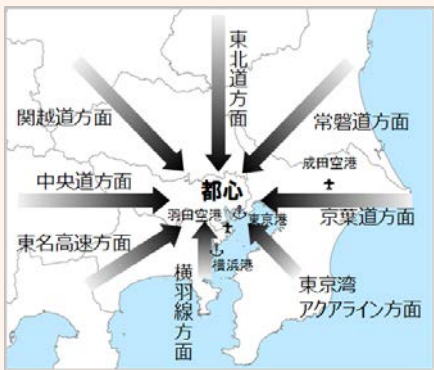 東北道方面
関越道方面
常磐道方面
成田空港
中央道方面
都心
羽田空港
東京港
京葉道方面
東名高速方面
横浜港
横羽線方面
東京湾
アクアライン方面